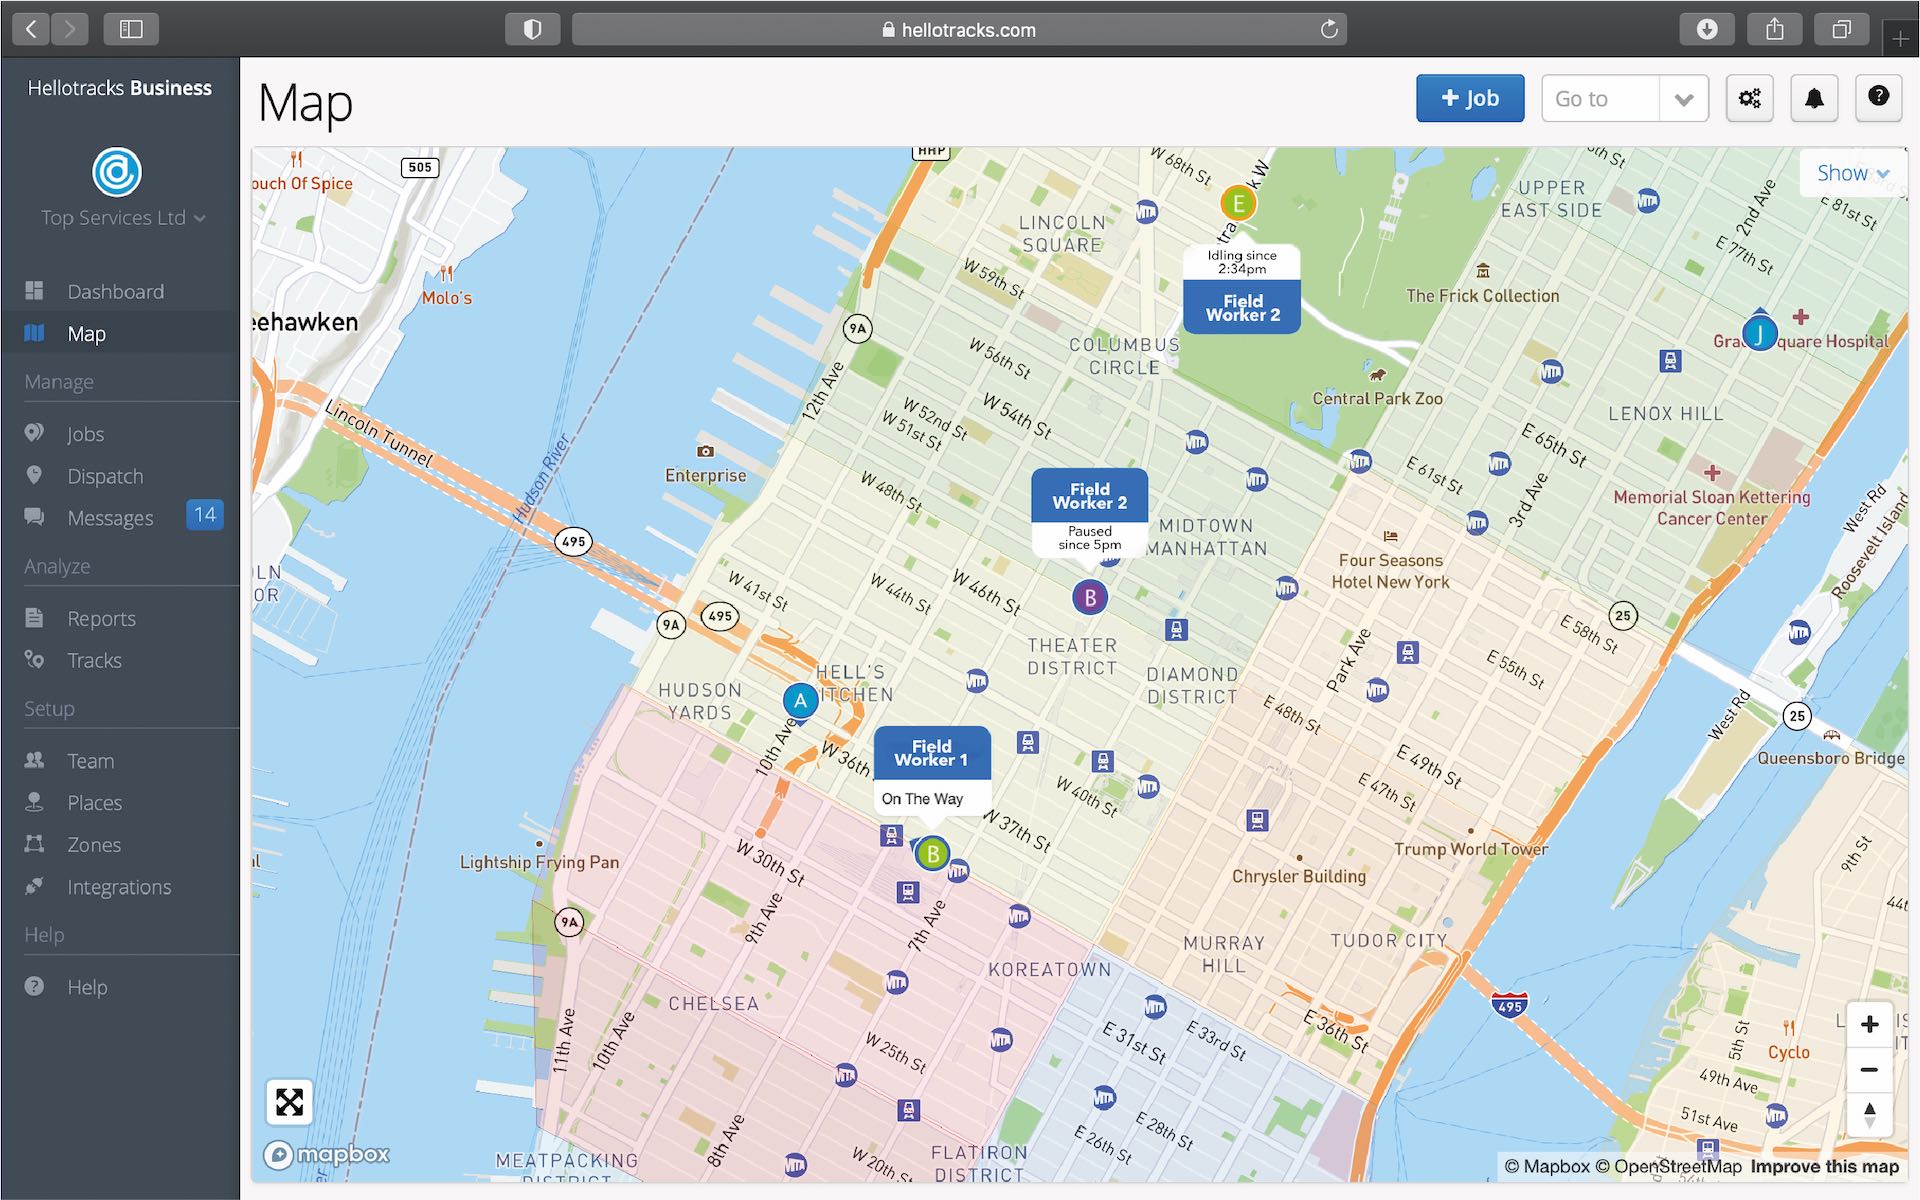 hellotracks.com
Hellotracks Business
Top Services Ltd
Dashboard
Map
Manage
Jobs
Dispatch
Messages
14
Analyze
Reports
Tracks
Setup
Team
Places
Zones
Integrations
Help
Help
Map
+ Job
Go to
?
Show
HHP
505
ouch Of Spice
W 68th St
E
UPPER
EAST SIDE
2nd Ave
E 81st St
LINCOLN
SQUARE
E 77th St
Idling since
2:34pm
Field
Worker 2
W 59th St
Molo's
The Frick Collection
eehawken
9A
J
quare Hospital
COLUMBUS
CIRCLE
W 56th St
12th Ave
Central Park Zoo
LENOX HILL
Lincoln Tunnel
W 54th St
W 52nd St
W 51st St
E 65th St
E 61st St
Hudson River
Enterprise
W 48th St
Field
Worker 2
Paused
since 5pm
3rd Ave
Memorial Sloan Kettering
Cancer Center
West Rd
Roosevelt Island
MIDTOWN
MANHATTAN
495
Four Seasons
Hotel New York
W 41st St
W 44th St
W 46th St
B
9A
495
25
E 58th St
THEATER
DISTRICT
Park Ave
E 55th St
DIAMOND
DISTRICT
HELL'S
ITCHEN
HUDSON
YARDS
A
E 48th St
West Rd
25
10th Ave
W 36th
Field
Worker 1
On The Way
E 49th St
Queensboro Bridge
W 40th St
E 47th St
W 37th St
B
Lightship Frying Pan
W 30th St
Trump World Tower
Chrysler Building
9th St
9A
9th Ave
7th Ave
MURRAY
HILL
TUDOR CITY
KOREATOWN
CHELSEA
495
11th Ave
10th Ave
E 31st St
E 33rd St
E 36th St
W 25th St
5th St
Cyclo
49th Ave
51st Ave
8th Ave
E 28th St
E 26th St
W 20th St
FLATIRON
DISTRICT
MEATPACKING
DISTRICT
mapbox
© Mapbox © OpenStreetMap Improve this map